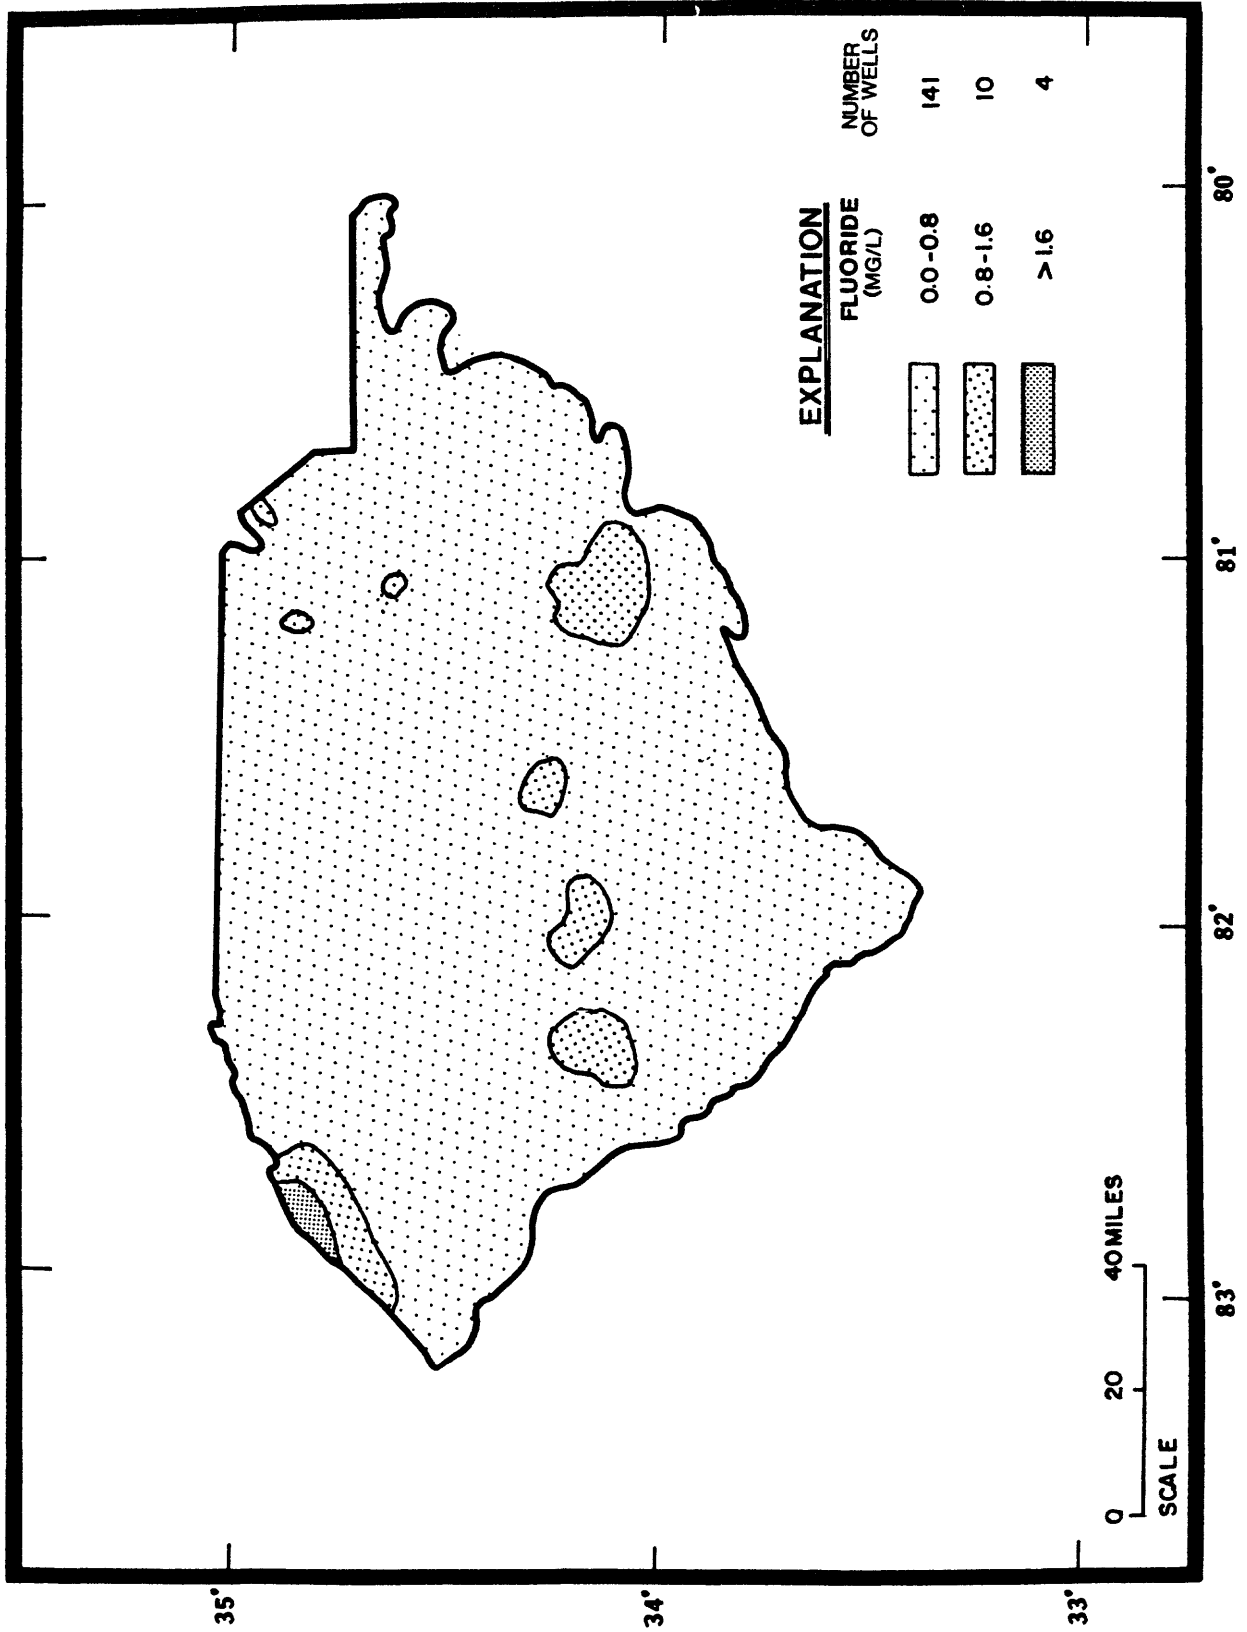 EXPLANATION
FLUORIDE
(MG/L)
NUMBER
OF WELLS
0.0-0.8 141
0.8-1.6 10
>1.6 4
35°
34°
33°
83°
82°
81°
80°
0 20 40 MILES
SCALE